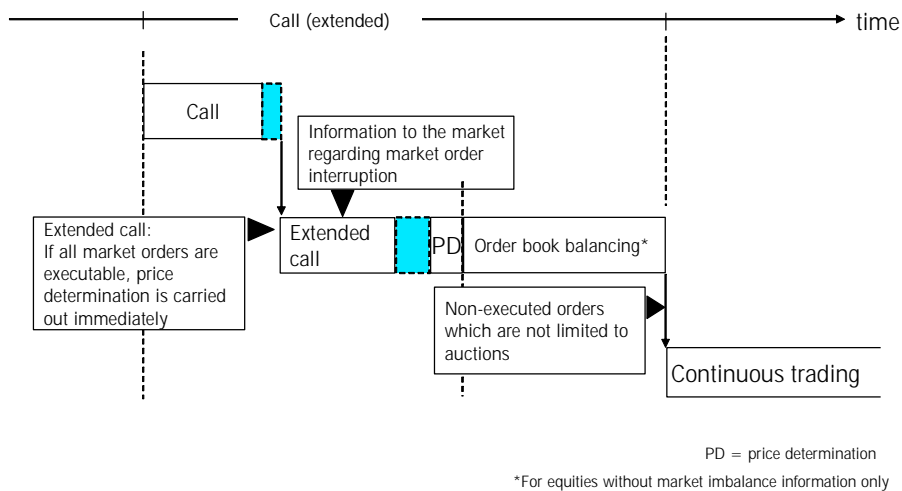 Call (extended)
time
Call
Information to the market
regarding market order
interruption
Extended call:
If all market orders are
executable, price
determination is carried
out immediately
Extended
call
PD
Order book balancing*
Non-executed orders
which are not limited to
auctions
Continuous trading
PD = price determination
*For equities without market imbalance information only